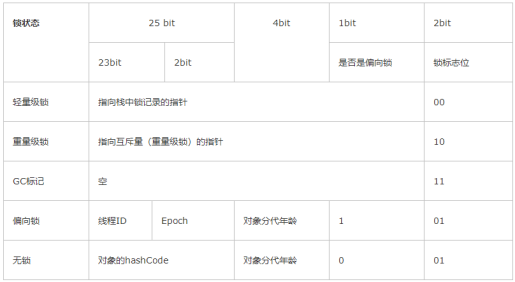 锁状态 25 bit 4bit 1bit 2bit
23bit 2bit 是否是偏向锁 锁标志位
轻量级锁 指向栈中锁记录的指针 00
重量级锁 指向互斥量（重量级锁）的指针 10
GC标记 空 11
偏向锁 线程ID Epoch 对象分代年龄 1 01
无锁 对象的hashCode 对象分代年龄 0 01